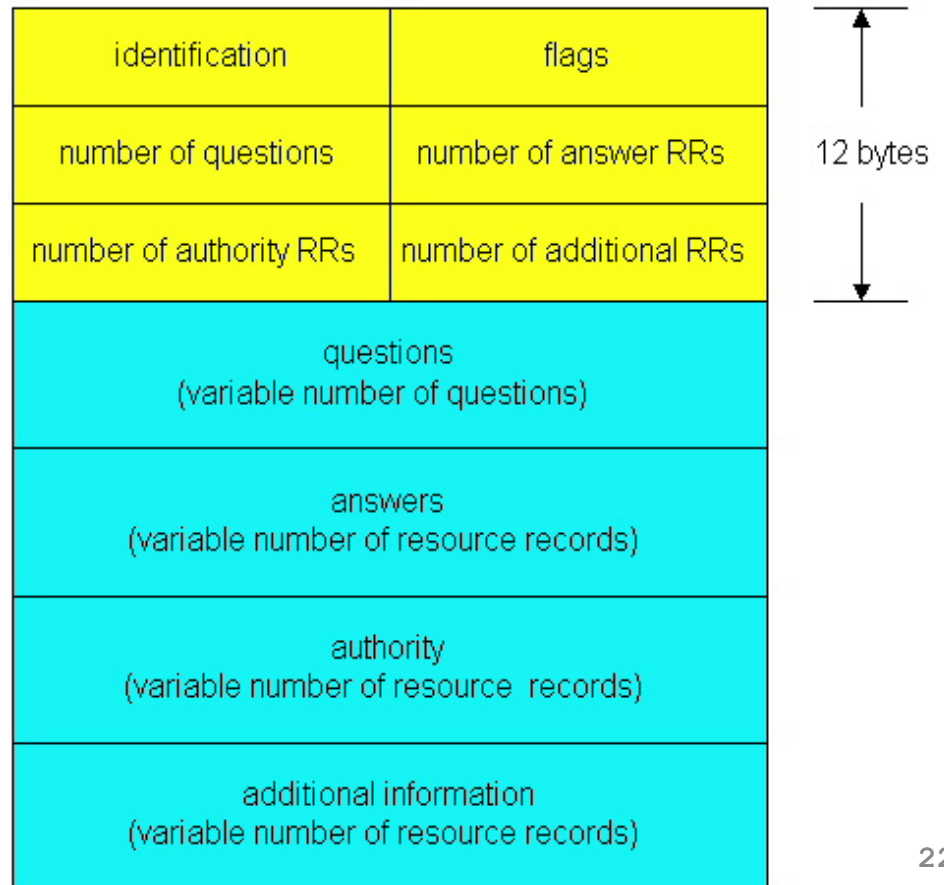 identification
flags
12 bytes
number of questions
number of answer RRs
number of authority RRs
number of additional RRs
questions
(variable number of questions)
answers
(variable number of resource records)
authority
(variable number of resource records)
additional information
(variable number of resource records)
22